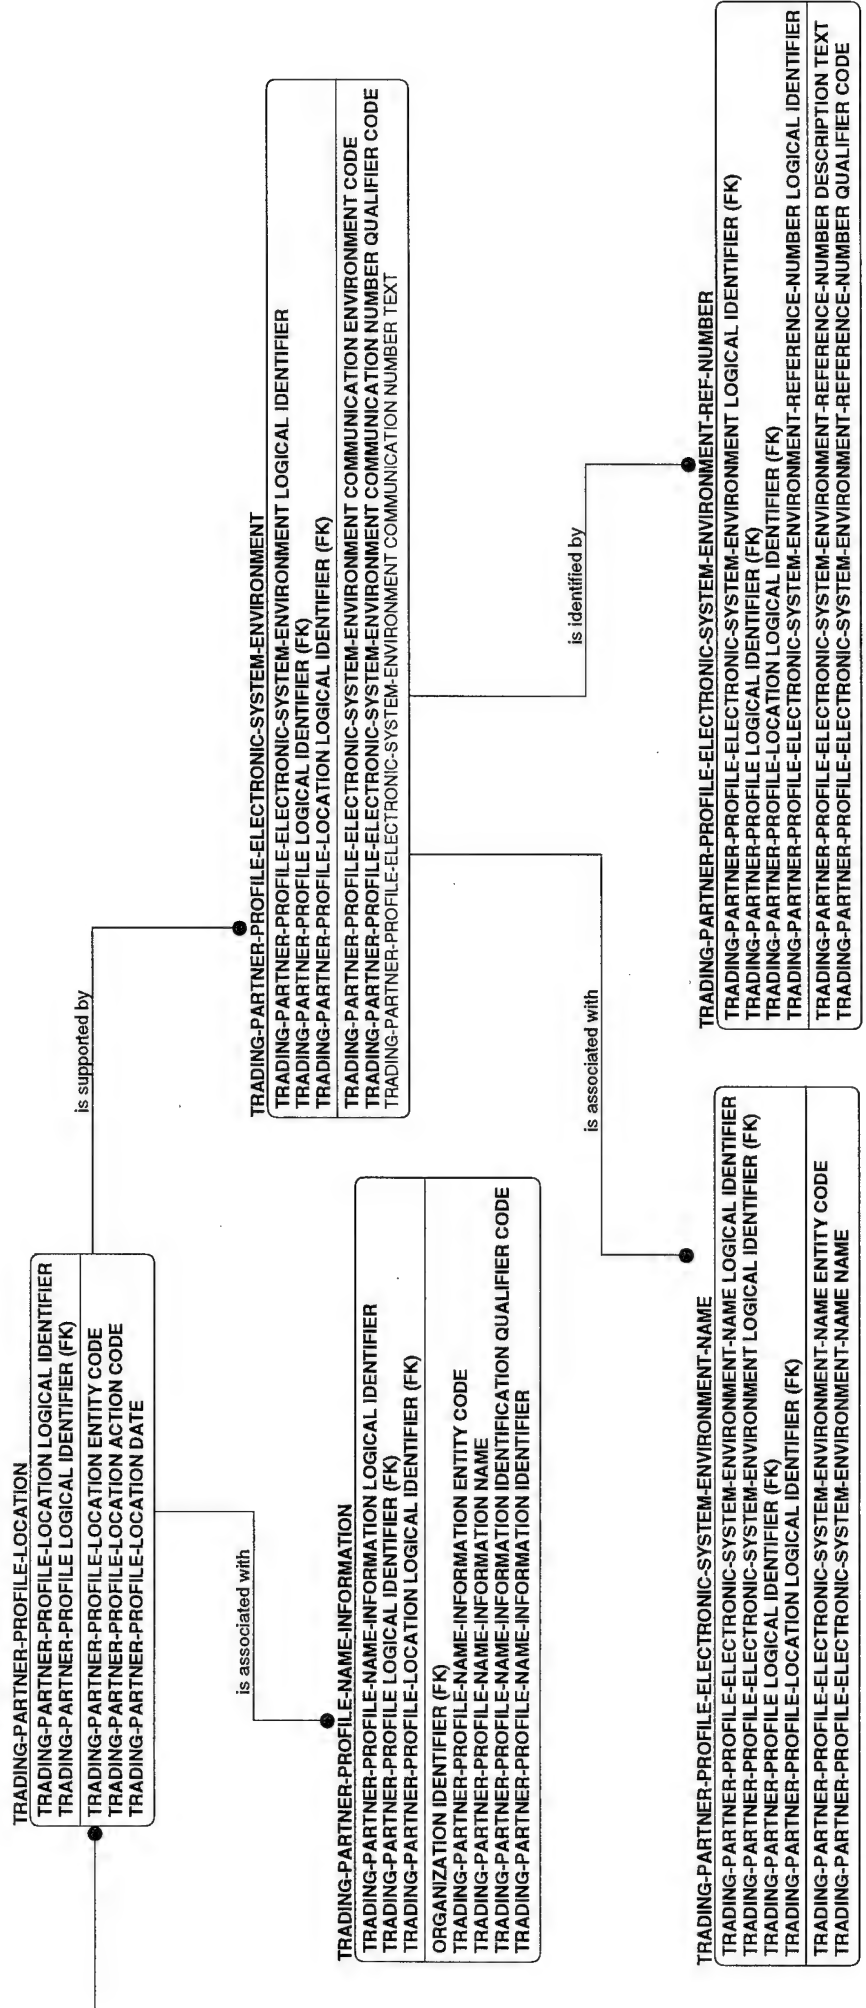 TRADING-PARTNER-PROFILE-LOCATION
TRADING-PARTNER-PROFILE-LOCATION LOGICAL IDENTIFIER
TRADING-PARTNER-PROFILE LOGICAL IDENTIFIER (FK)
TRADING-PARTNER-PROFILE-LOCATION ENTITY CODE
TRADING-PARTNER-PROFILE-LOCATION ACTION CODE
TRADING-PARTNER-PROFILE-LOCATION DATE
is supported by
is associated with
TRADING-PARTNER-PROFILE-ELECTRONIC-SYSTEM-ENVIRONMENT
TRADING-PARTNER-PROFILE-ELECTRONIC-SYSTEM-ENVIRONMENT LOGICAL IDENTIFIER
TRADING-PARTNER-PROFILE LOGICAL IDENTIFIER (FK)
TRADING-PARTNER-PROFILE-LOCATION LOGICAL IDENTIFIER (FK)
TRADING-PARTNER-PROFILE-ELECTRONIC-SYSTEM-ENVIRONMENT COMMUNICATION ENVIRONMENT CODE
TRADING-PARTNER-PROFILE-ELECTRONIC-SYSTEM-ENVIRONMENT COMMUNICATION NUMBER QUALIFIER CODE
TRADING-PARTNER-PROFILE-ELECTRONIC-SYSTEM-ENVIRONMENT COMMUNICATION NUMBER TEXT
TRADING-PARTNER-PROFILE-NAME-INFORMATION
TRADING-PARTNER-PROFILE-NAME-INFORMATION LOGICAL IDENTIFIER
TRADING-PARTNER-PROFILE LOGICAL IDENTIFIER (FK)
TRADING-PARTNER-PROFILE-LOCATION LOGICAL IDENTIFIER (FK)
ORGANIZATION IDENTIFIER (FK)
TRADING-PARTNER-PROFILE-NAME-INFORMATION ENTITY CODE
TRADING-PARTNER-PROFILE-NAME-INFORMATION NAME
TRADING-PARTNER-PROFILE-NAME-INFORMATION IDENTIFICATION QUALIFIER CODE
TRADING-PARTNER-PROFILE-NAME-INFORMATION IDENTIFIER
is identified by
is associated with
TRADING-PARTNER-PROFILE-ELECTRONIC-SYSTEM-ENVIRONMENT-NAME
TRADING-PARTNER-PROFILE-ELECTRONIC-SYSTEM-ENVIRONMENT-NAME LOGICAL IDENTIFIER
TRADING-PARTNER-PROFILE-ELECTRONIC-SYSTEM-ENVIRONMENT LOGICAL IDENTIFIER (FK)
TRADING-PARTNER-PROFILE LOGICAL IDENTIFIER (FK)
TRADING-PARTNER-PROFILE-LOCATION LOGICAL IDENTIFIER (FK)
TRADING-PARTNER-PROFILE-ELECTRONIC-SYSTEM-ENVIRONMENT-NAME ENTITY CODE
TRADING-PARTNER-PROFILE-ELECTRONIC-SYSTEM-ENVIRONMENT-NAME NAME
TRADING-PARTNER-PROFILE-ELECTRONIC-SYSTEM-ENVIRONMENT-REF-NUMBER
TRADING-PARTNER-PROFILE-ELECTRONIC-SYSTEM-ENVIRONMENT LOGICAL IDENTIFIER (FK)
TRADING-PARTNER-PROFILE LOGICAL IDENTIFIER (FK)
TRADING-PARTNER-PROFILE-LOCATION LOGICAL IDENTIFIER (FK)
TRADING-PARTNER-PROFILE-ELECTRONIC-SYSTEM-ENVIRONMENT-REFERENCE-NUMBER LOGICAL IDENTIFIER
TRADING-PARTNER-PROFILE-ELECTRONIC-SYSTEM-ENVIRONMENT-REFERENCE-NUMBER DESCRIPTION TEXT
TRADING-PARTNER-PROFILE-ELECTRONIC-SYSTEM-ENVIRONMENT-REFERENCE-NUMBER QUALIFIER CODE